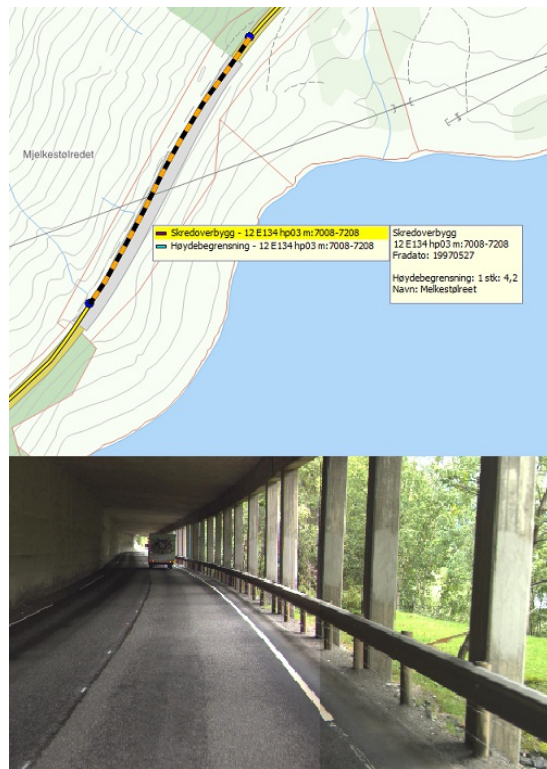 Mjelkestølredet
Skredoverbygg - 12 E134 hp03 m:7008-7208
Høydebegrensning - 12 E134 hp03 m:7008-7208
Skredoverbygg
12 E134 hp03 m:7008-7208
Fradato: 19970527
Høydebegrensning: 1 stk: 4,2
Navn: Melkestølreet